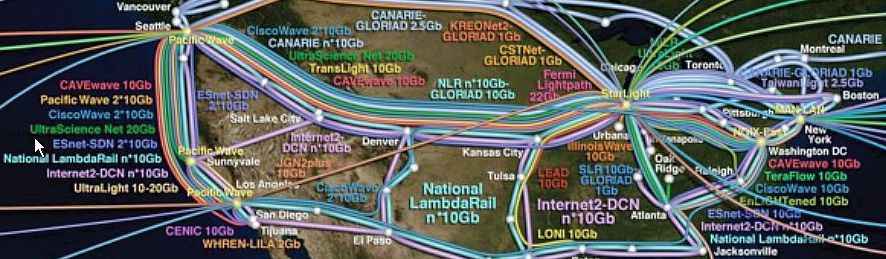 Vancouver
Seattle
Pacific Wave
CiscoWave 2*10Gb
CANARIE n*10Gb
UltraScience Net 20Gb
TransLight 10Gb
CAVEwave 10Gb
CANARIE-
GLORIAD 2.5Gb
KREONet2-
GLORIAD 1Gb
CSTNet-
GLORIAD 1Gb
NLR n*10Gb-
GLORIAD 10Gb
Fermi
Lightpath
22Gb
Chicago
StarLight
Toronto
Montreal
CANARIE
CANARIE-GLORIAD 1Gb
TaiwanLight 2.5Gb
Boston
MAN LAN
New
York
Pittsburgh
Washington DC
CAVEwave 10Gb
TeraFlow 10Gb
CiscoWave 10Gb
EnLIGHTened 10Gb
ESnet-SDN 10Gb
Internet2-DCN n*10Gb
National LambdaRail n*10Gb
Jacksonville
CAVEwave 10Gb
Pacific Wave 2*10Gb
CiscoWave 2*10Gb
UltraScience Net 20Gb
ESnet-SDN 2*10Gb
National LambdaRail n*10Gb
Internet2-DCN n*10Gb
UltraLight 10-20Gb
ESnet-SDN
2*10Gb
Salt Lake City
Internet2-
DCN n*10Gb
Denver
Kansas City
Urbana
IllinoisWave
10Gb
Indianapolis
Pacific Wave
Sunnyvale
JGN2plus
10Gb
Pacific Wave
Los Angeles
CiscoWave
2*10Gb
National
LambdaRail
n*10Gb
Tulsa
LEAD
10Gb
SLR 10Gb
GLORIAD
1Gb
Oak
Ridge
Raleigh
Internet2-DCN
n*10Gb
Atlanta
LONI 10Gb
San Diego
Tijuana
El Paso
CENIC 10Gb
WHREN-LILA 2Gb